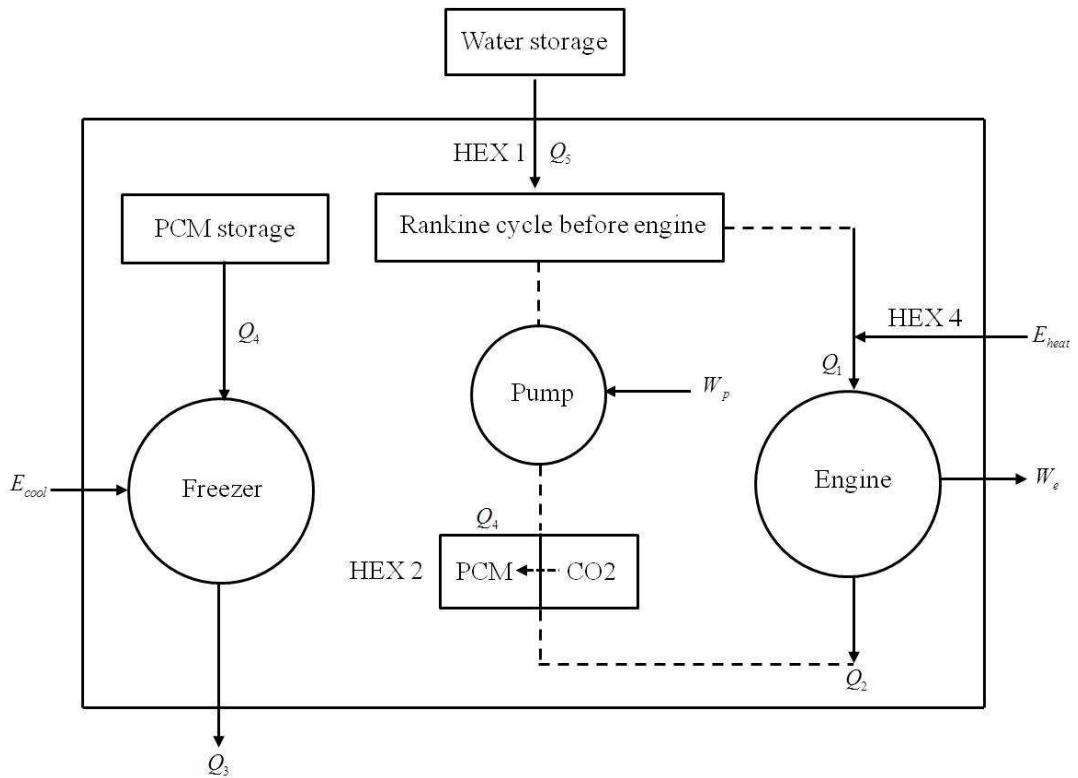 Water storage
HEX 1
Q5
PCM storage
Rankine cycle before engine
Q4
HEX 4
Eheat
Q1
Pump
Wp
Ecool
Freezer
Engine
We
Q4
HEX 2
PCM
CO2
Q2
Q3